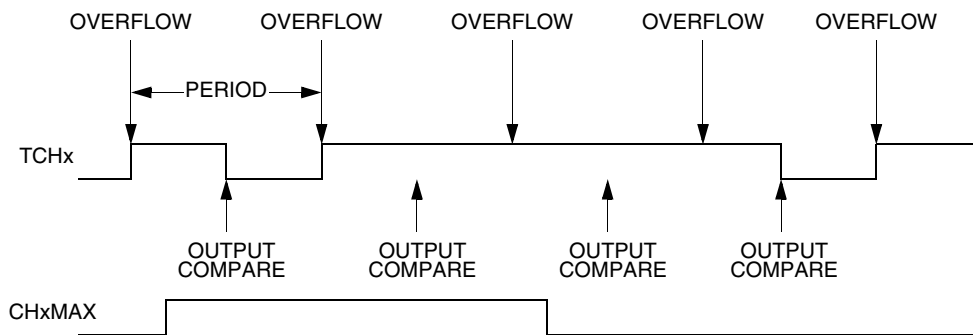 OVERFLOW OVERFLOW OVERFLOW OVERFLOW OVERFLOW
PERIOD
TCHx
OUTPUT COMPARE
OUTPUT COMPARE
OUTPUT COMPARE
OUTPUT COMPARE
CHxMAX